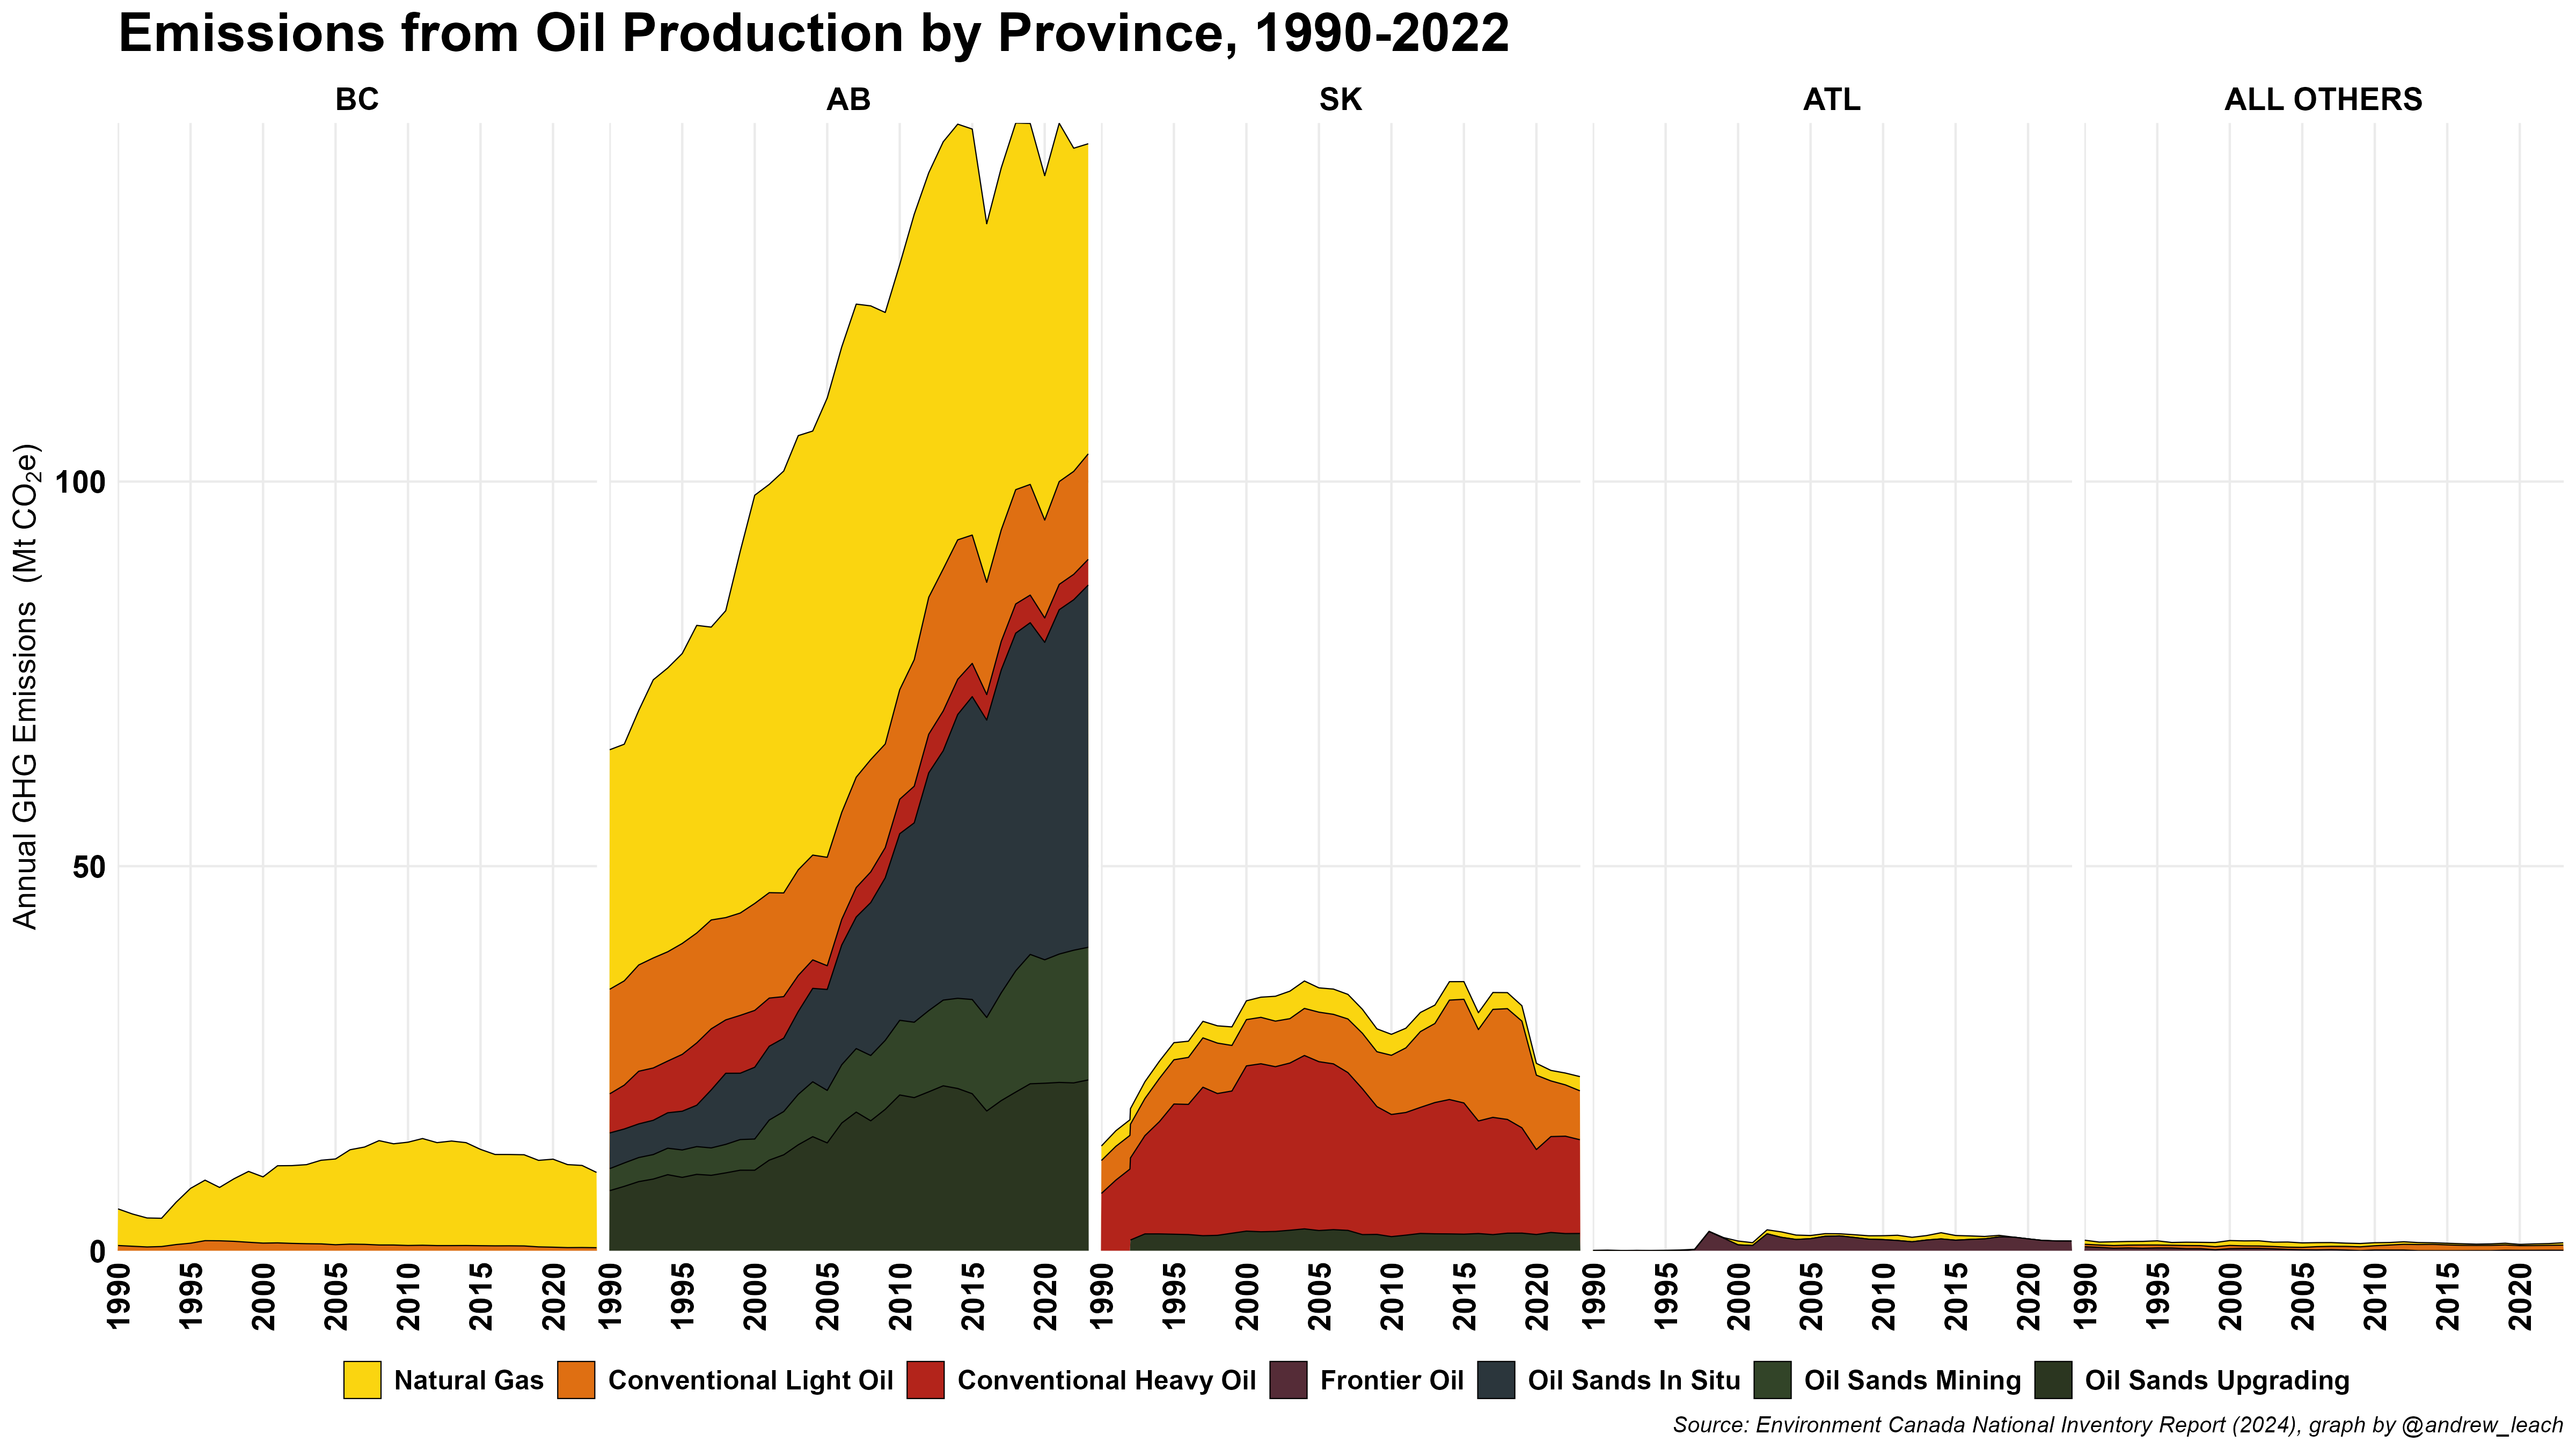 Emissions from Oil Production by Province, 1990-2022
BC AB SK ATL ALL OTHERS
Annual GHG Emissions (Mt CO₂e)
100
50
0
1990 1995 2000 2005 2010 2015 2020 1990 1995 2000 2005 2010 2015 2020 1990 1995 2000 2005 2010 2015 2020 1990 1995 2000 2005 2010 2015 2020 1990 1995 2000 2005 2010 2015 2020
Natural Gas Conventional Light Oil Conventional Heavy Oil Frontier Oil Oil Sands In Situ Oil Sands Mining Oil Sands Upgrading
Source: Environment Canada National Inventory Report (2024), graph by @andrew_leach